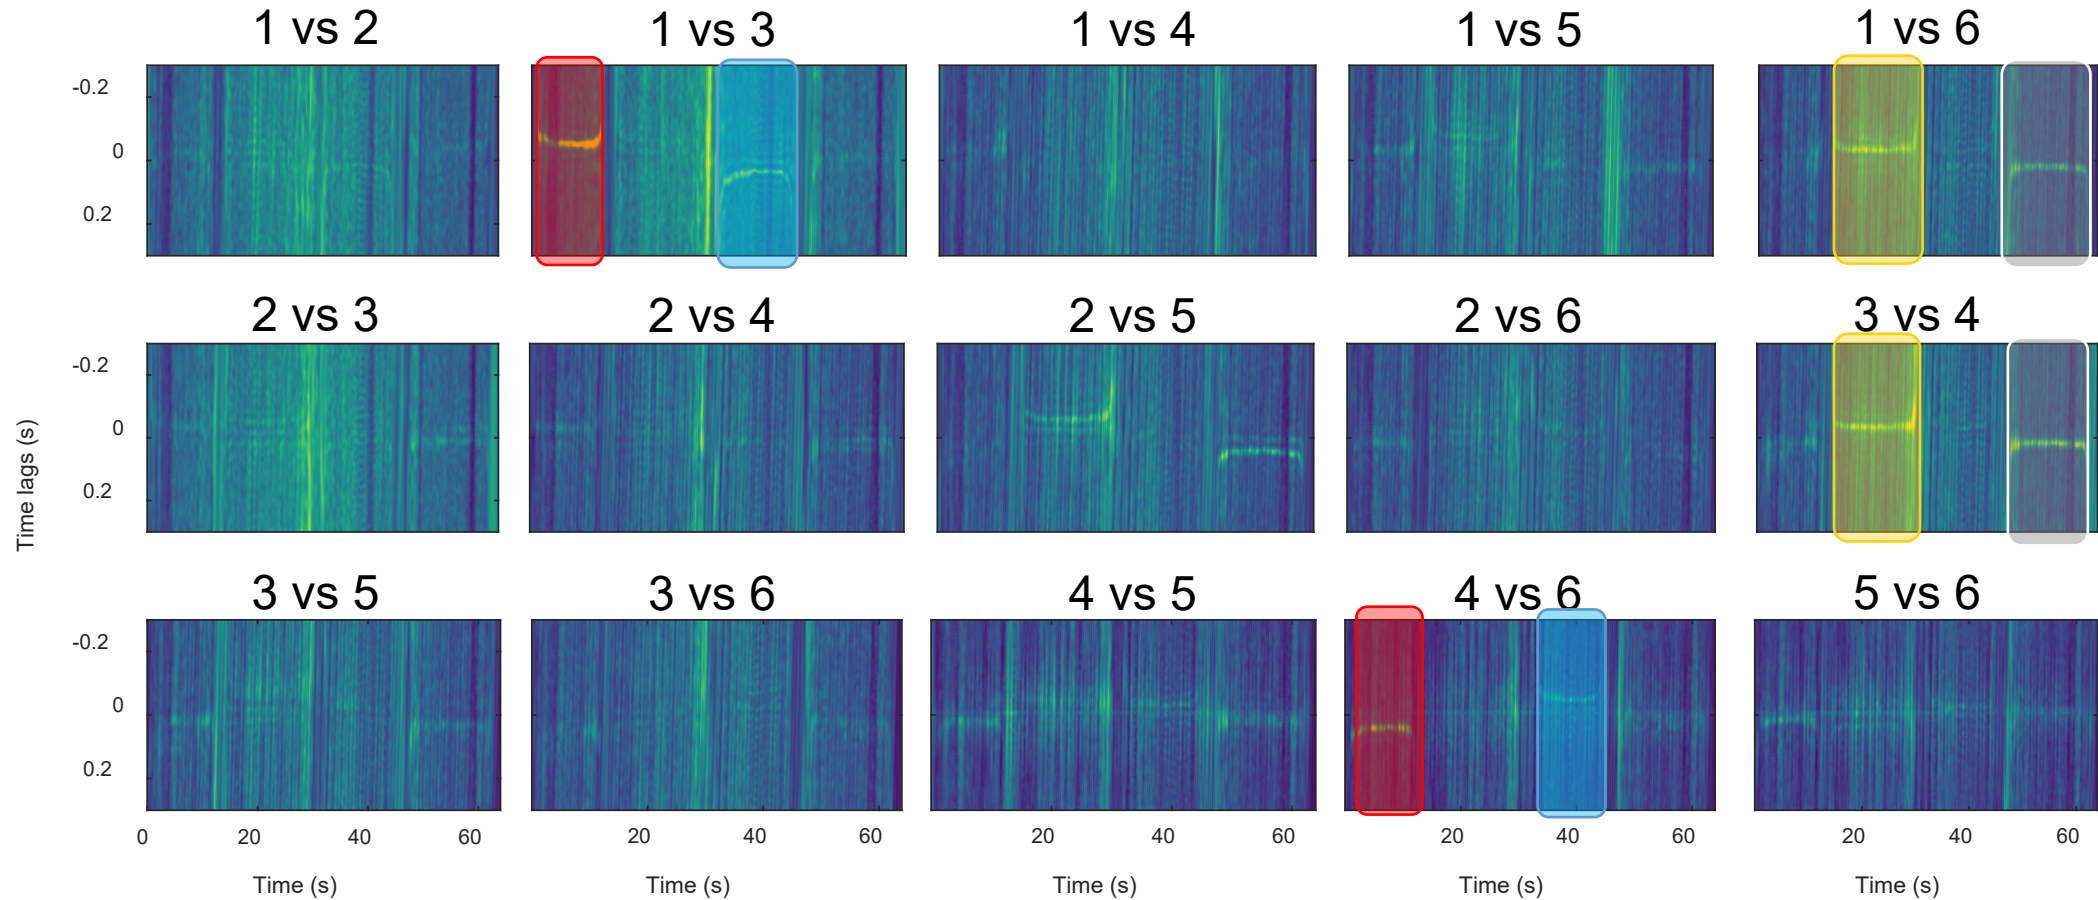 1 vs 2
1 vs 3
1 vs 4
1 vs 5
1 vs 6
-0.2
0
0.2
2 vs 3
2 vs 4
2 vs 5
2 vs 6
3 vs 4
-0.2
0
0.2
Time lags (s)
3 vs 5
3 vs 6
4 vs 5
4 vs 6
5 vs 6
-0.2
0
0.2
0 20 40 60
20 40 60
20 40 60
20 40 60
20 40 60
Time (s)
Time (s)
Time (s)
Time (s)
Time (s)